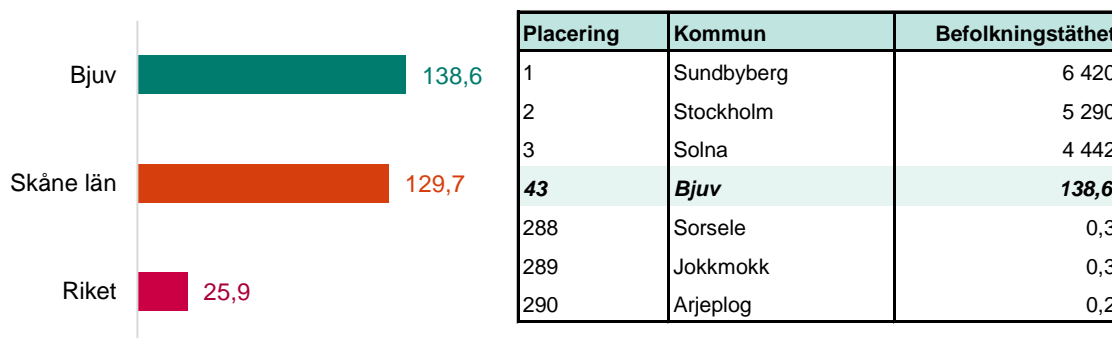 Bjuv 138,6
Skåne län 129,7
Riket 25,9
Placering Kommun Befolkningstäthet
1 Sundbyberg 6 420
2 Stockholm 5 290
3 Solna 4 442
43 Bjuv 138,6
288 Sorsele 0,3
289 Jokkmokk 0,3
290 Arjeplog 0,2